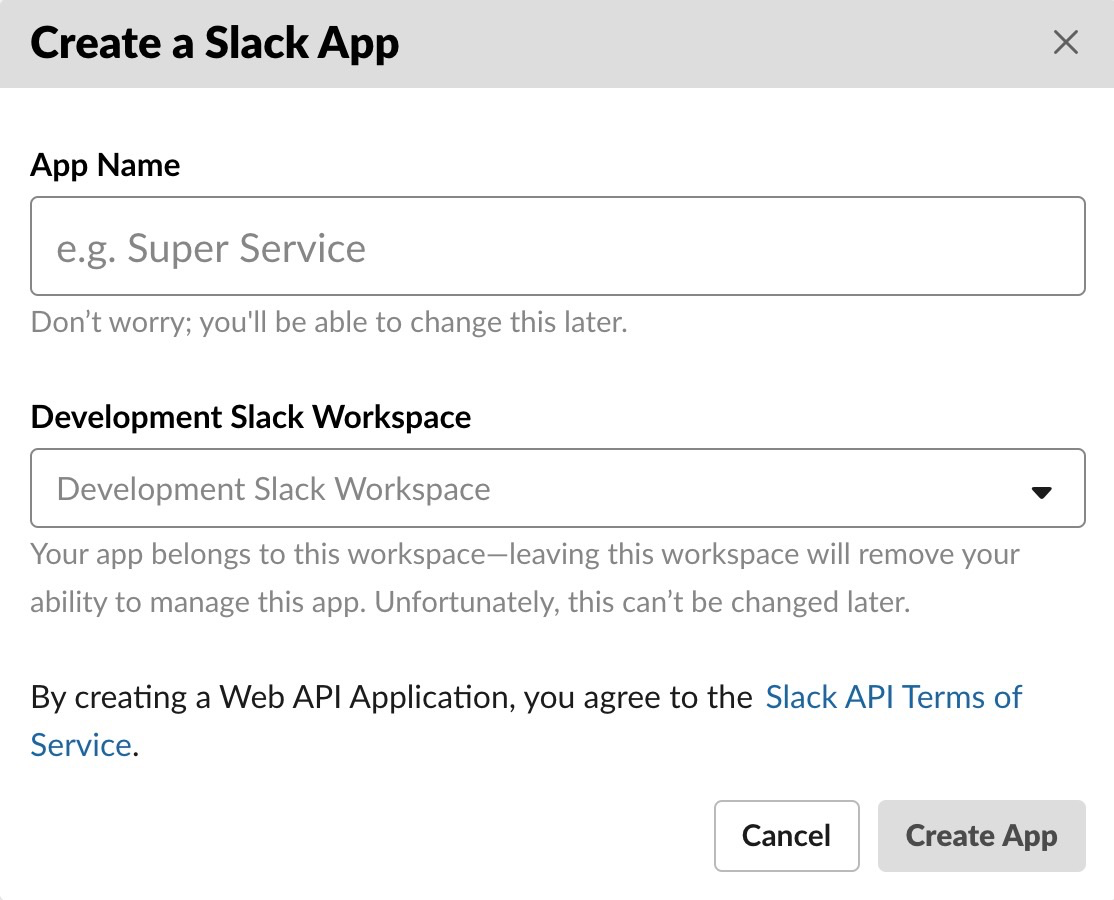 Create a Slack App
App Name
e.g. Super Service
Don’t worry; you'll be able to change this later.
Development Slack Workspace
Development Slack Workspace
Your app belongs to this workspace—leaving this workspace will remove your
ability to manage this app. Unfortunately, this can’t be changed later.
By creating a Web API Application, you agree to the Slack API Terms of
Service.
Cancel Create App